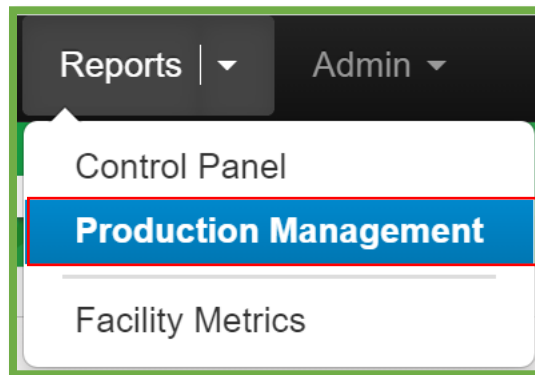 Reports Admin
Control Panel
Production Management
Facility Metrics